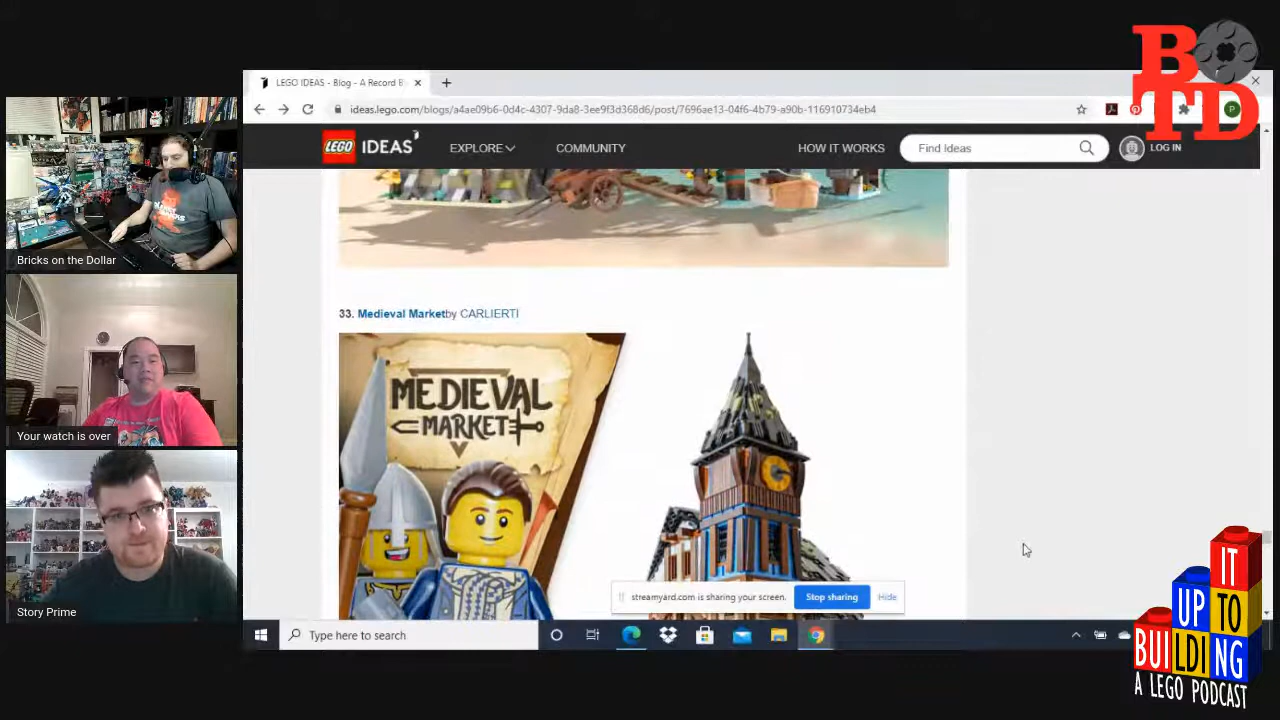 B
TD
LEGO IDEAS - Blog - A Record B
ideas.lego.com/blogs/a4ae09b6-0d4c-4307-9da8-3ee9f3d368d6/post/7696ae13-04f6-4b79-a90b-116910734eb4
P
LEGO IDEAS
EXPLORE
COMMUNITY
HOW IT WORKS
Find Ideas
LOG IN
Bricks on the Dollar
33. Medieval Marketby CARLIERTI
MEDIEVAL
MARKET
Your watch is over
streamyard.com is sharing your screen.
Stop sharing
Hide
Story Prime
Type here to search
IT
UP TO
BUILDING
A LEGO PODCAST